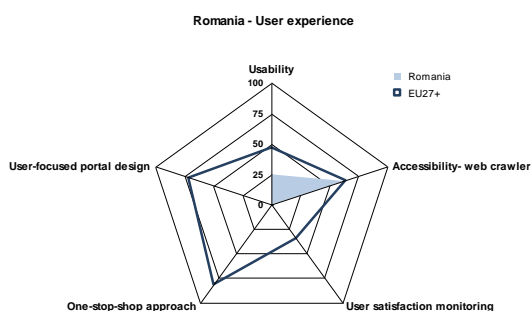 Romania - User experience
Usability
100
75
50
25
0
Romania
EU27+
User-focused portal design
Accessibility- web crawler
One-stop-shop approach
User satisfaction monitoring